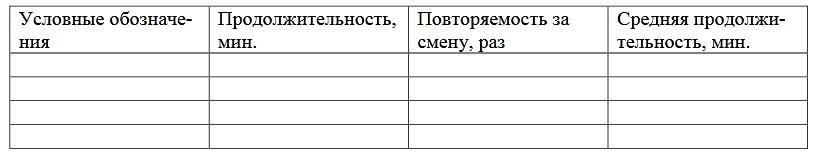 Условные обозначе-
ния
Продолжительность,
мин.
Повторяемость за
смену, раз
Средняя продолжи-
тельность, мин.